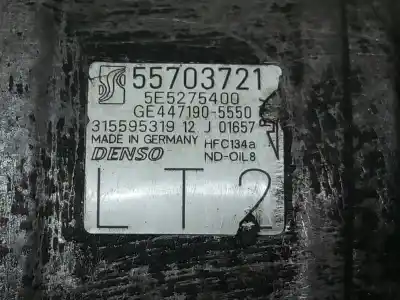 55703721
5E5275400
GE447190-5550
315595319 12 J 01657
MADE IN GERMANY HFC134a
DENSO ND-OIL8
LT2